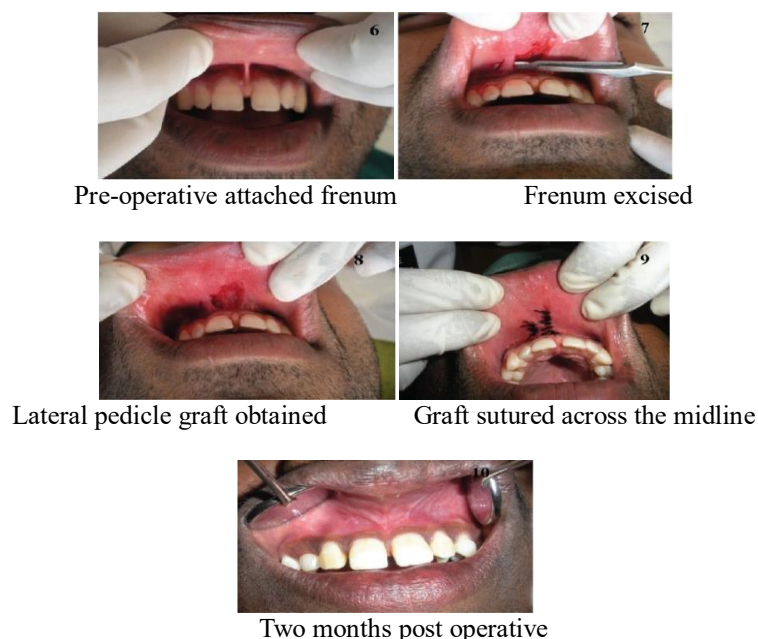 6
7
Pre-operative attached frenum
Frenum excised
8
9
Lateral pedicle graft obtained
Graft sutured across the midline
10
Two months post operative